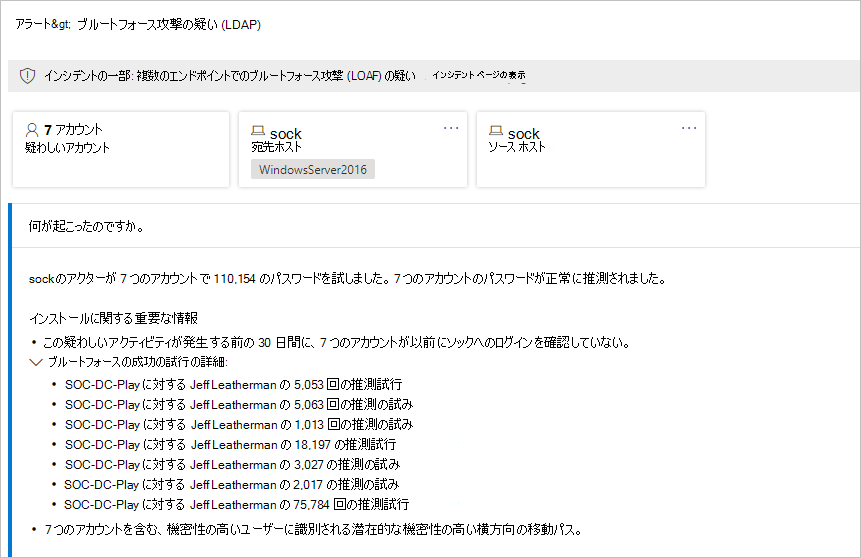 アラート&gt; ブルートフォース攻撃の疑い (LDAP)
インシデントの一部: 複数のエンドポイントでのブルートフォース攻撃 (LOAF) の疑い インシデント ページの表示
7 アカウント
疑わしいアカウント
sock
宛先ホスト
WindowsServer2016
sock
ソース ホスト
何が起こったのですか。
sockのアクターが 7 つのアカウントで 110,154 のパスワードを試しました。 7つのアカウントのパスワードが正常に推測されました。
インストールに関する重要な情報
• この疑わしいアクティビティが発生する前の 30 日間に、7 つのアカウントが以前にソックへのログインを確認していない。
ブルートフォースの成功の試行の詳細:
• SOC-DC-Play に対する Jeff Leatherman の 5,053 回の推測試行
• SOC-DC-Play に対する Jeff Leatherman の 5,063 回の推測の試み
• SOC-DC-Play に対する Jeff Leatherman の 1,013 回の推測の試み
• SOC-DC-Play に対する Jeff Leatherman の 18,197 の推測試行
• SOC-DC-Play に対する Jeff Leatherman の 3,027 の推測の試み
• SOC-DC-Play に対する Jeff Leatherman の 2,017 の推測の試み
• SOC-DC-Play に対する Jeff Leatherman の 75,784 回の推測試行
• 7つのアカウントを含む、機密性の高いユーザーに識別される潜在的な機密性の高い横方向の移動パス。